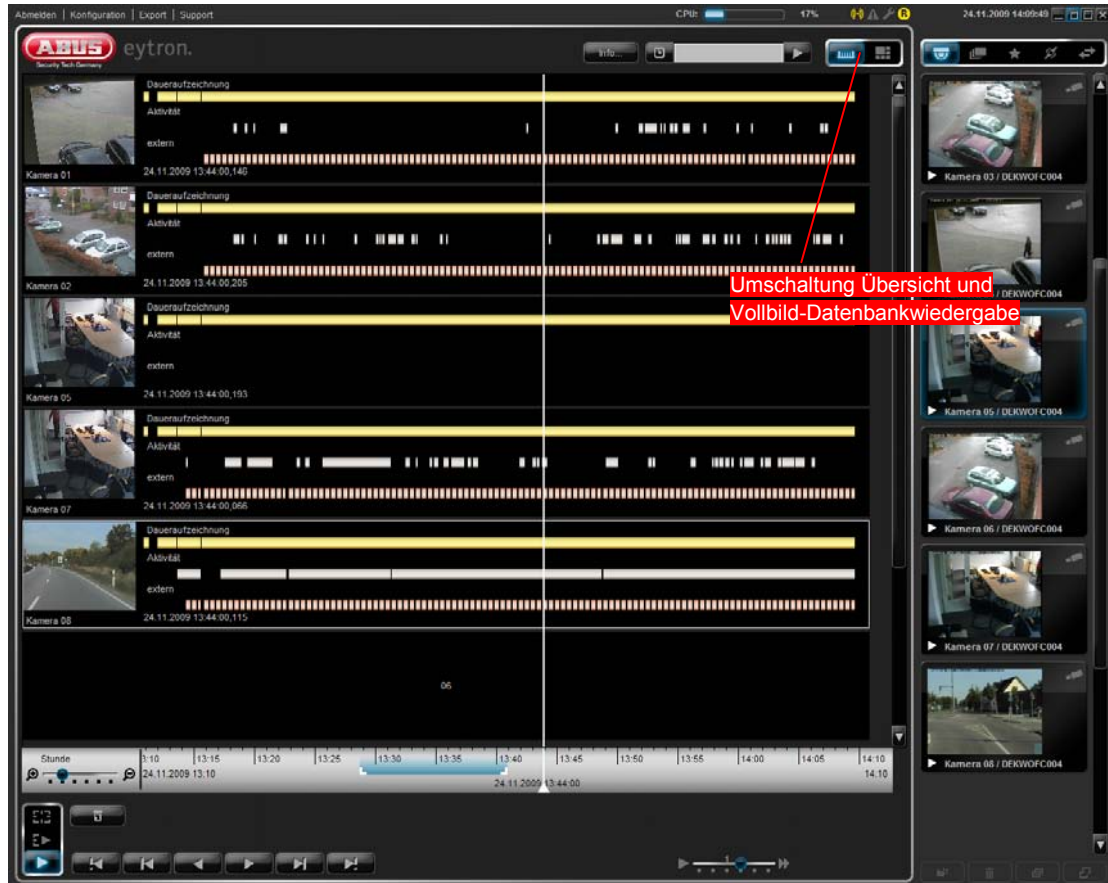 Abmelden | Konfiguration | Export | Support
CPU: 17%
R
24.11.2009 14:09:49
ABUS eytron.
Security Tech Germany
Info...
Daueraufzeichnung
Aktivität
extern
Kamera 01
24.11.2009 13:44:00,146
Daueraufzeichnung
Aktivität
extern
Kamera 02
24.11.2009 13:44:00,205
Daueraufzeichnung
Aktivität
extern
Kamera 05
24.11.2009 13:44:00,193
Daueraufzeichnung
Aktivität
extern
Kamera 07
24.11.2009 13:44:00,066
Daueraufzeichnung
Aktivität
extern
Kamera 08
24.11.2009 13:44:00,115
06
Umschaltung Übersicht und
Vollbild-Datenbankwiedergabe
Stunde
3:10 13:15 13:20 13:25 13:30 13:35 13:40 13:45 13:50 13:55 14:00 14:05 14:10
24.11.2009 13:10
14:10
24.11.2009 13:44:00
1
Kamera 03 / DEKWOFC004
/ DEKWOFC004
Kamera 05 / DEKWOFC004
Kamera 06 / DEKWOFC004
Kamera 07 / DEKWOFC004
Kamera 08 / DEKWOFC004